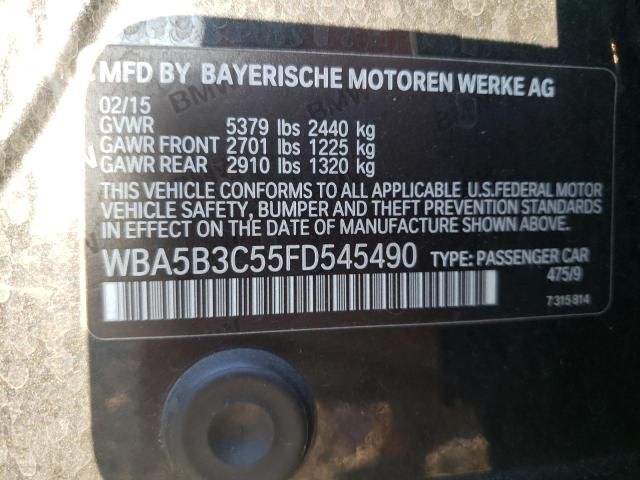 MFD BY BAYERISCHE MOTOREN WERKE AG
02/15
GVWR 5379 lbs 2440 kg
GAWR FRONT 2701 lbs 1225 kg
GAWR REAR 2910 lbs 1320 kg
THIS VEHICLE CONFORMS TO ALL APPLICABLE U.S.FEDERAL MOTOR
VEHICLE SAFETY, BUMPER AND THEFT PREVENTION STANDARDS
IN EFFECT ON THE DATE OF MANUFACTURE SHOWN ABOVE.
WBA5B3C55FD545490 TYPE: PASSENGER CAR
475/9
7 315 814